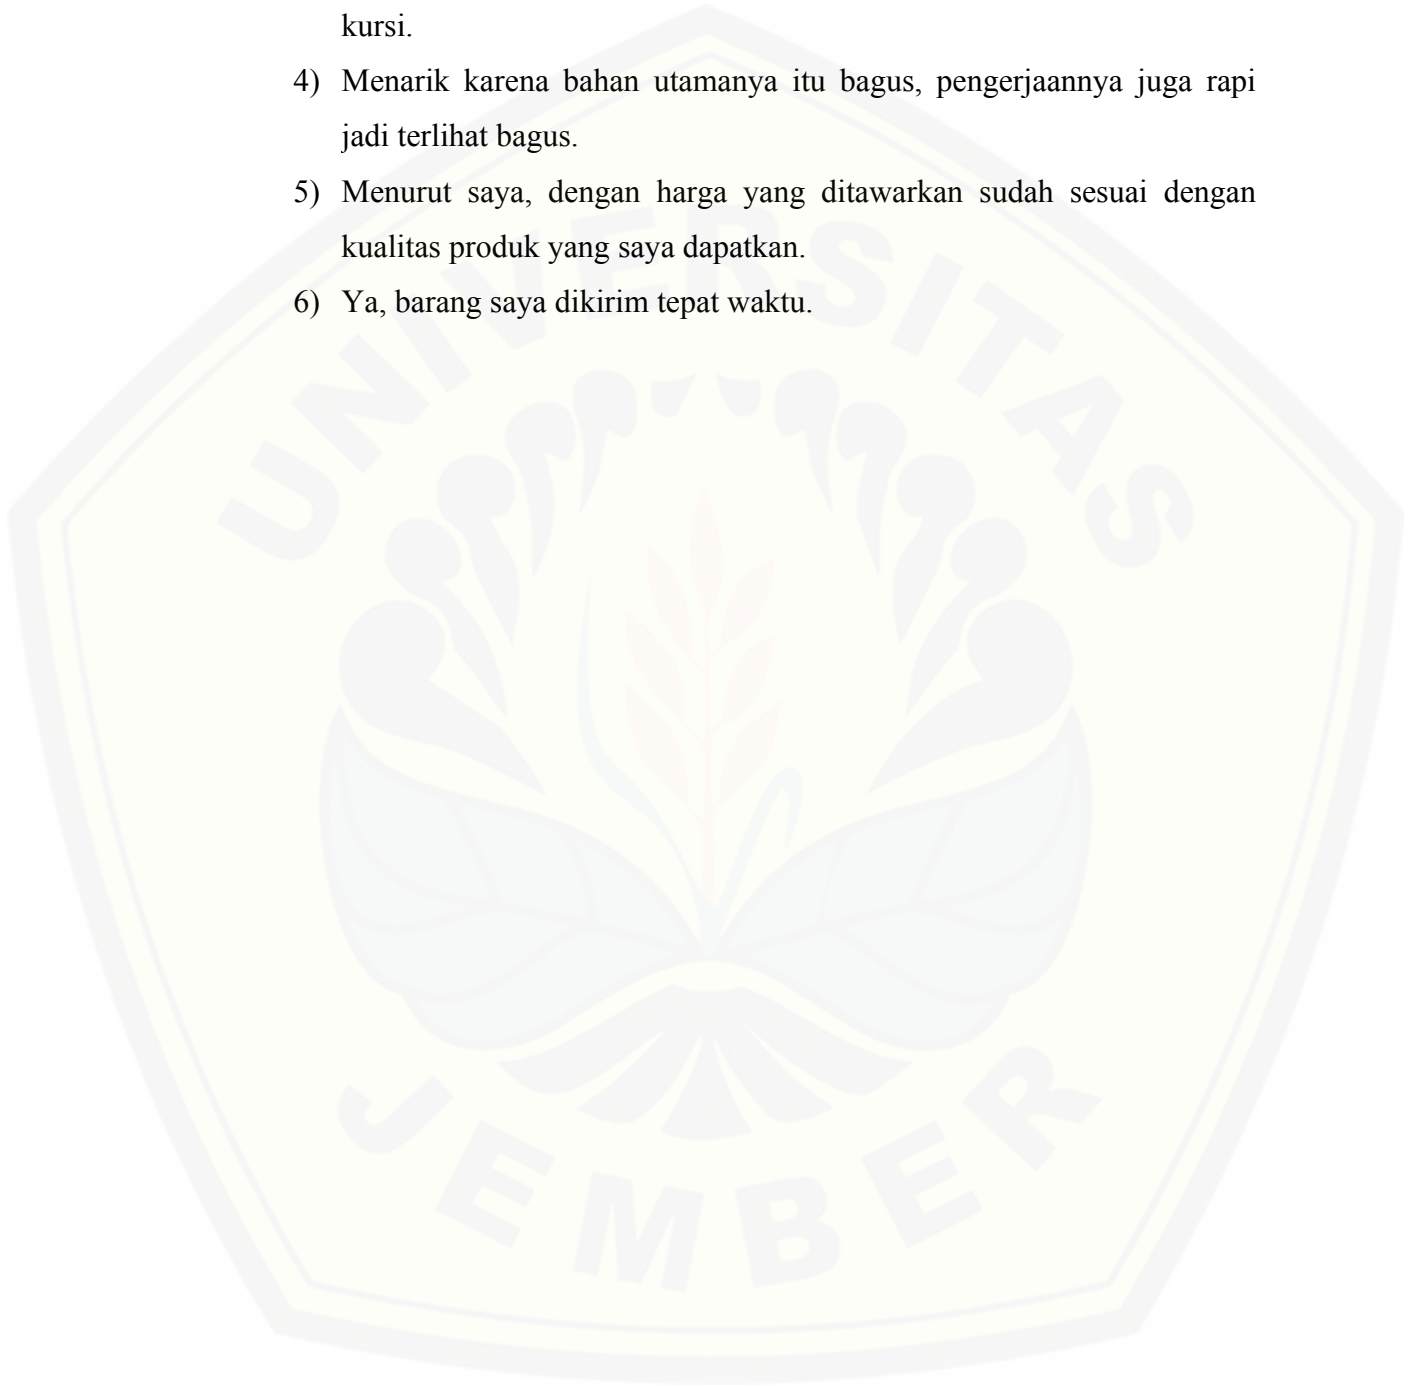 kursi.
4) Menarik karena bahan utamanya itu bagus, pengerjaannya juga rapi
jadi terlihat bagus.
5) Menurut saya, dengan harga yang ditawarkan sudah sesuai dengan
kualitas produk yang saya dapatkan.
6) Ya, barang saya dikirim tepat waktu.
UNIVERSITAS
JEMBER